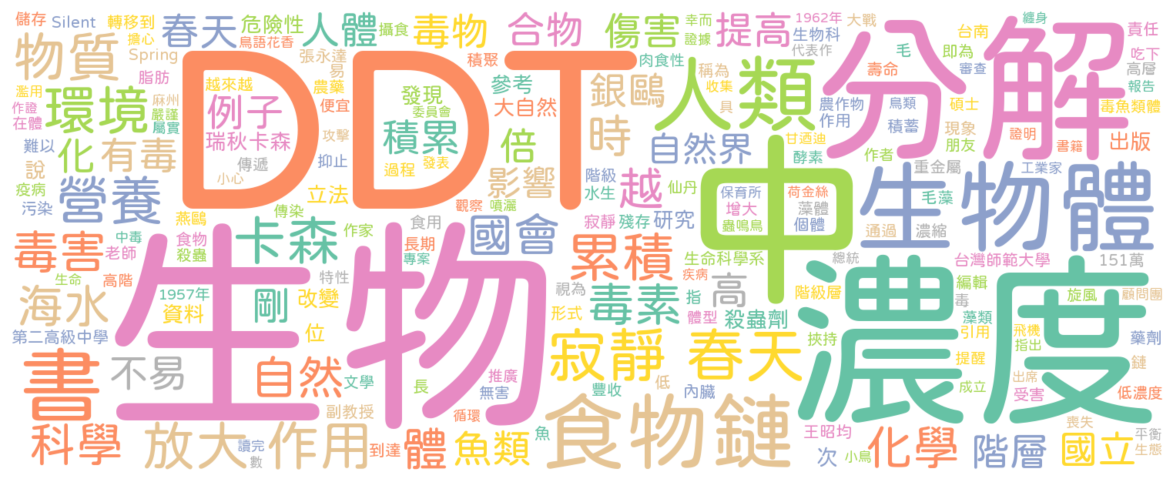 儲存 Silent 轉移到 春天 危險性 人體 攝食 毒物 合物 傷害 幸而 提高 1962年 大戰 台南 分解 纏身 責任
擔心 Spring 鳥語花香 張永達 積聚 證據 生物科 代表作 毛 即為 吃下
物質 脂肪 越來越 易 農藥 DDT 肉食性 稱為 收集 人類 壽命 審查 高層 報告
濫用 作證 在體 麻州 嚴謹 屬實 環境 例子 便宜 發現 委員會 參考 大自然 銀鷗 具 農作物 作用 鳥類 積蓄 碩士 現象 朋友 證明 書籍 毒魚類體 出版
難以 化 有毒 瑞秋卡森 攻擊 積累 倍 時 自然界 甘酒油 酵素 作者 重金屬 工業家
說 傳遞 小心 抑止 過程 發表 影響 階級 水生 越 仙丹 保育所 荷金絲 中 生物體
疫病 污染 營養 燕鷗 傳染 立法 觀察 噴灑 寂靜 殘存 研究 增大 蟲鳴鳥 藻體 個體 毛藻 通過 濃縮
毒害 中毒 老師 食物 殺蟲 卡森 作家 食用 長期 專案 國會 累積 生命科學系 疾病 總統 台灣師範大學 151萬
生命 高階 特性 視為 指 高 階級層 編輯 毒 旋風 顧問團
海水 1957年 資料 剛 改變 位 生物 形式 毒素 體型 殺蟲劑 濃度 藻類 引用 飛機 指出 藥劑
第二高級中學 寂靜 春天 挾持 提醒 鏈
書 不易 自然 文學 推廣 無害 長 豐收 低 內臟 成立 出席 受害 低濃度
副教授 循環 食物鏈 喪失
科學 放大 作用 讀完 數 到達 體 魚類 魚 王昭均 次 小鳥 化學 階層 國立 平衡 生態